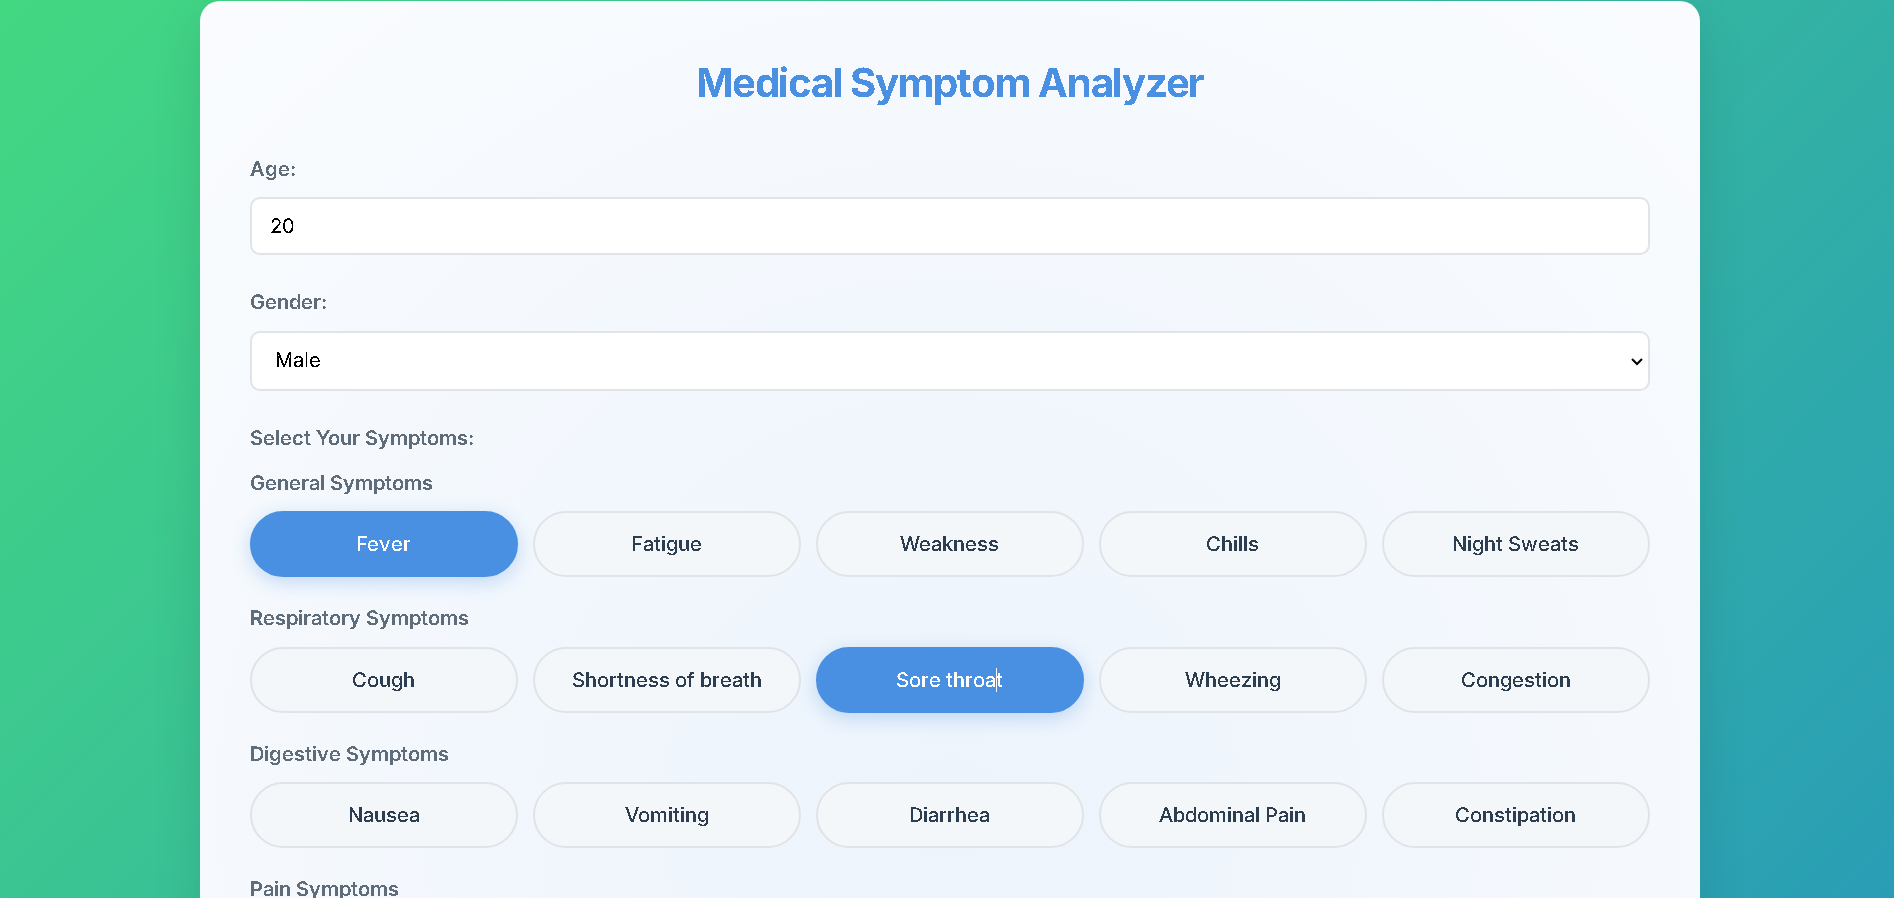 Medical Symptom Analyzer
Age:
20
Gender:
Male
Select Your Symptoms:
General Symptoms
Fever Fatigue Weakness Chills Night Sweats
Respiratory Symptoms
Cough Shortness of breath Sore throat Wheezing Congestion
Digestive Symptoms
Nausea Vomiting Diarrhea Abdominal Pain Constipation
Pain Symptoms